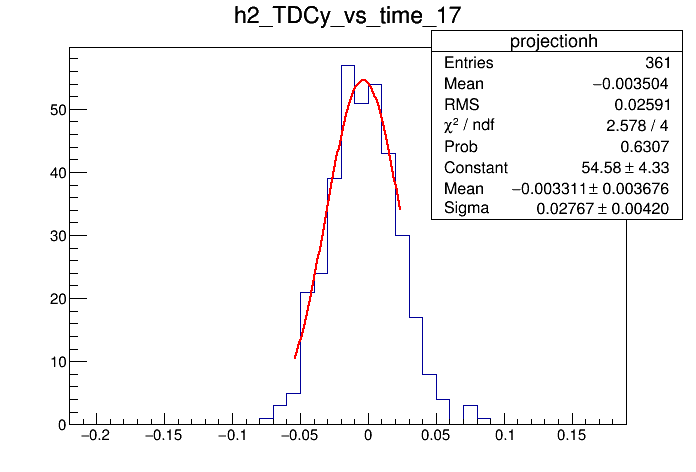 h2_TDCy_vs_time_17
projectionh
Entries 361
Mean −0.003504
RMS 0.02591
χ² / ndf 2.578 / 4
Prob 0.6307
Constant 54.58 ± 4.33
Mean −0.003311 ± 0.003676
Sigma 0.02767 ± 0.00420
50
40
30
20
10
0
−0.2 −0.15 −0.1 −0.05 0 0.05 0.1 0.15